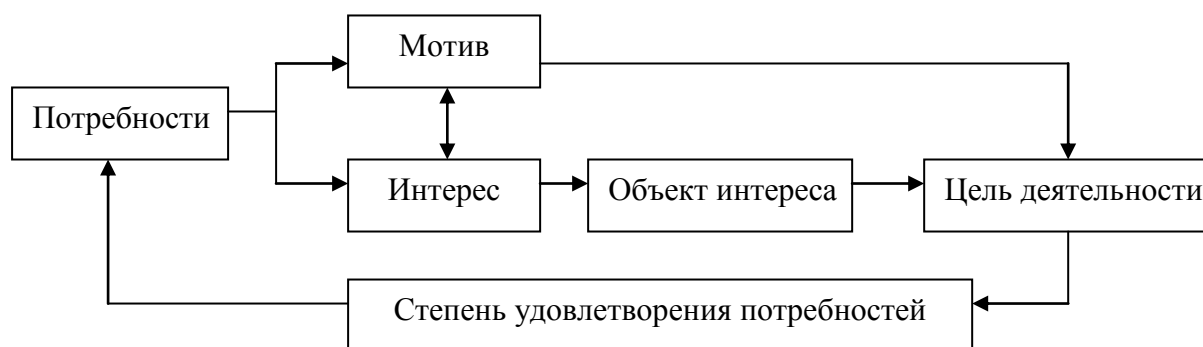 Мотив
Потребности
Интерес
Объект интереса
Цель деятельности
Степень удовлетворения потребностей